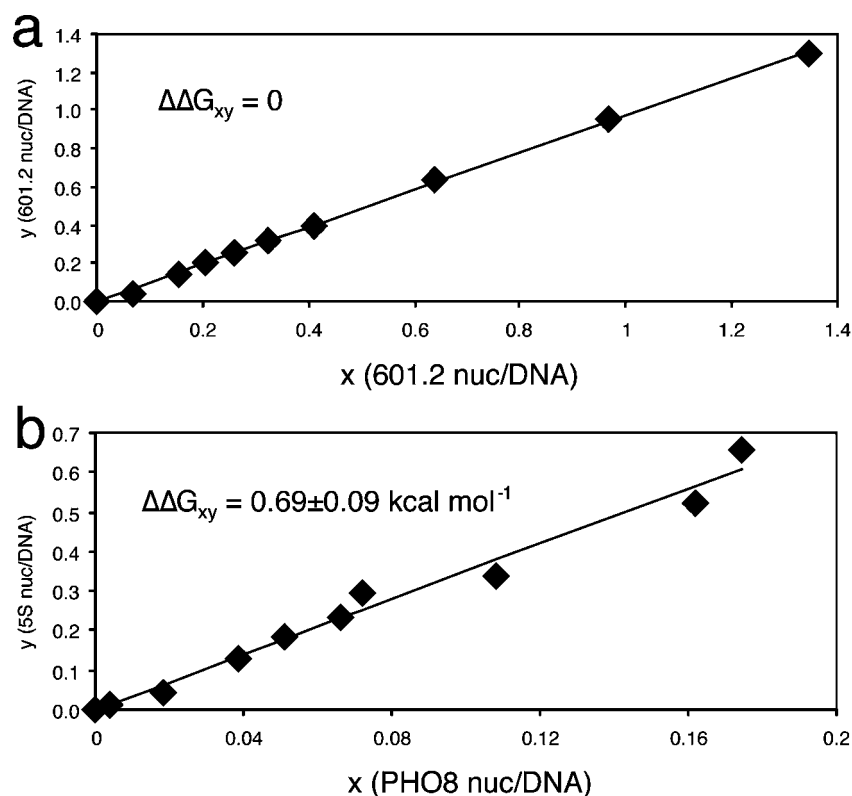 a
1.4
1.2
1.0
0.8
0.6
0.4
0.2
0.0
y (601.2 nuc/DNA)
ΔΔGxy = 0
0 0.2 0.4 0.6 0.8 1 1.2 1.4
x (601.2 nuc/DNA)
b
0.7
0.6
0.5
0.4
0.3
0.2
0.1
0.0
y (5S nuc/DNA)
ΔΔGxy = 0.69±0.09 kcal mol-1
0 0.04 0.08 0.12 0.16 0.2
x (PHO8 nuc/DNA)